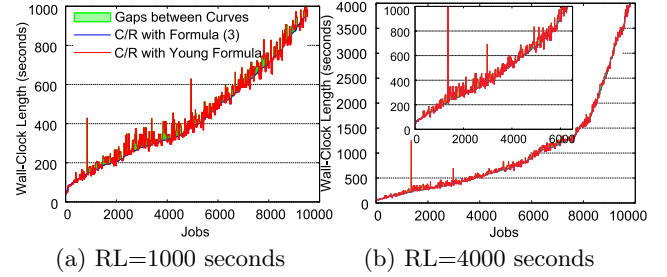 Wall-Clock Length (seconds)
1000
800
600
400
200
0 2000 4000 6000 8000 10000
Jobs
Gaps between Curves
C/R with Formula (3)
C/R with Young Formula
(a) RL=1000 seconds
Wall-Clock Length (seconds)
4000
3500
3000
2500
2000
1500
1000
500
0
0 2000 4000 6000 8000 10000
Jobs
1000
800
600
400
200
0
0 2000 4000 6000
(b) RL=4000 seconds